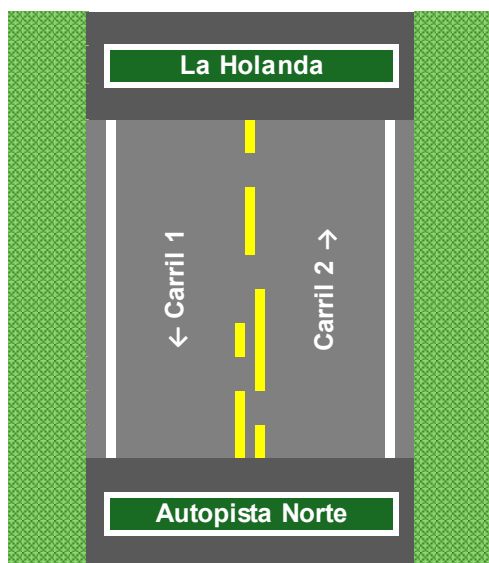 La Holanda
← Carril 1
Carril 2 →
Autopista Norte